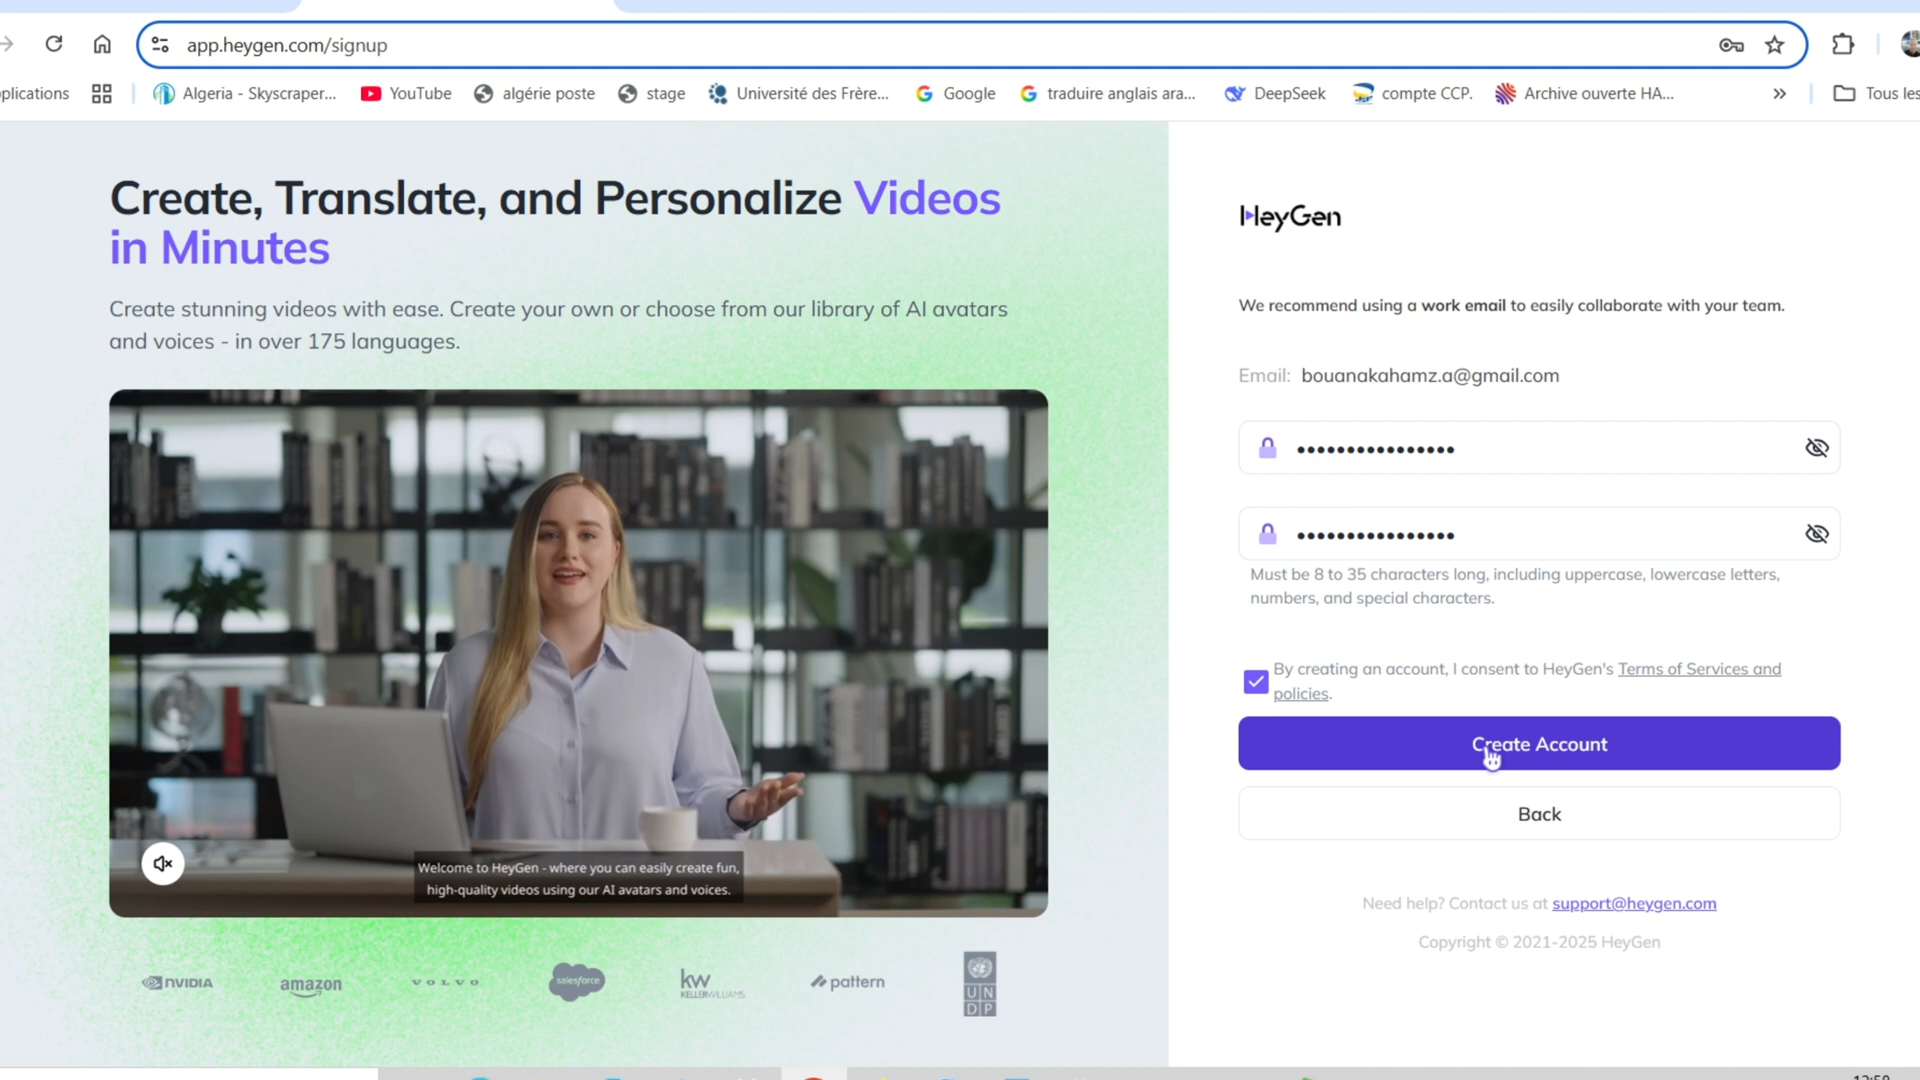 app.heygen.com/signup
plications
Algeria - Skyscraper...
YouTube
algérie poste
stage
Université des Frère...
Google
traduire anglais ara...
DeepSeek
compte CCP.
Archive ouverte HA...
Tous les
Create, Translate, and Personalize Videos
in Minutes
Create stunning videos with ease. Create your own or choose from our library of AI avatars
and voices - in over 175 languages.
Welcome to HeyGen - where you can easily create fun,
high-quality videos using our AI avatars and voices.
NVIDIA
amazon
VOLVO
salesforce
kw
KELLERWILLIAMS
pattern
UN
DP
HeyGen
We recommend using a work email to easily collaborate with your team.
Email: bouanakahamz.a@gmail.com
••••••••••••••••
••••••••••••••••
Must be 8 to 35 characters long, including uppercase, lowercase letters,
numbers, and special characters.
By creating an account, I consent to HeyGen's Terms of Services and
policies.
Create Account
Back
Need help? Contact us at support@heygen.com
Copyright © 2021-2025 HeyGen